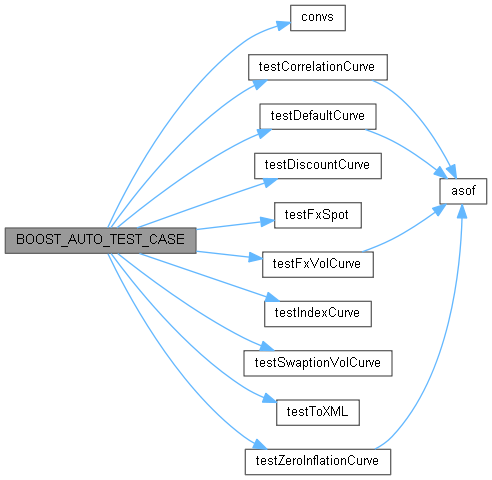 convs
testCorrelationCurve
testDefaultCurve
testDiscountCurve
asof
testFxSpot
BOOST_AUTO_TEST_CASE
testFxVolCurve
testIndexCurve
testSwaptionVolCurve
testToXML
testZeroInflationCurve